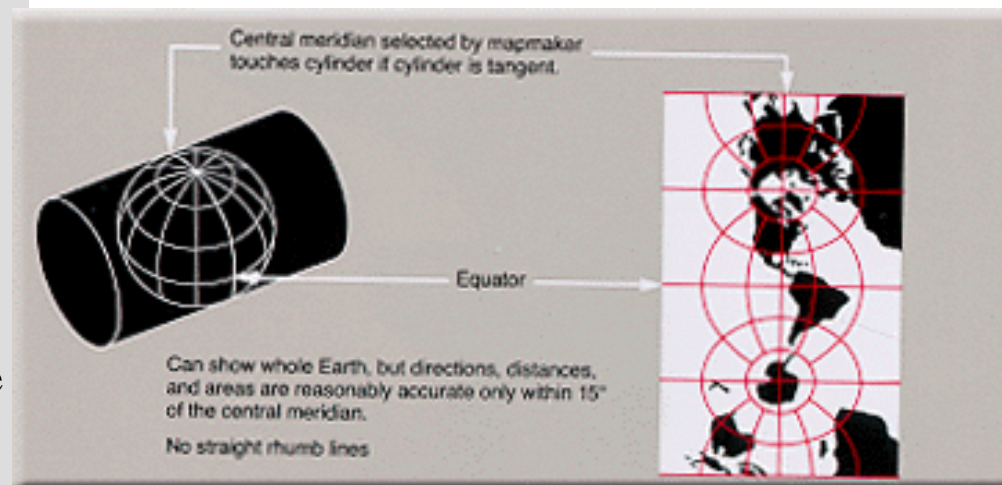 Central meridian selected by mapmaker
touches cylinder if cylinder is tangent.
Equator
Can show whole Earth, but directions, distances,
and areas are reasonably accurate only within 15°
of the central meridian.
No straight rhumb lines